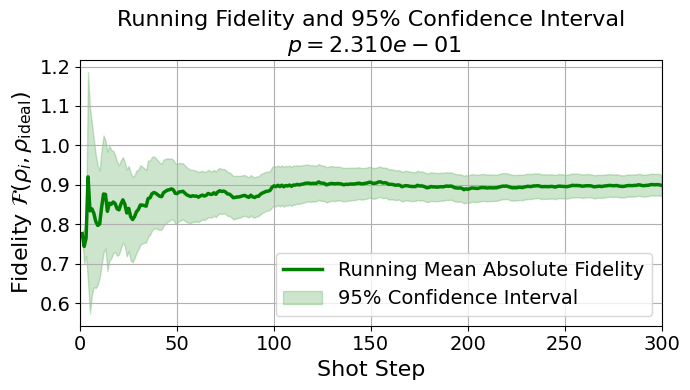 Running Fidelity and 95% Confidence Interval
p = 2.310e − 01
Fidelity 𝓕(ρᵢ, ρ_ideal)
1.2
1.1
1.0
0.9
0.8
0.7
0.6
Running Mean Absolute Fidelity
95% Confidence Interval
0 50 100 150 200 250 300
Shot Step